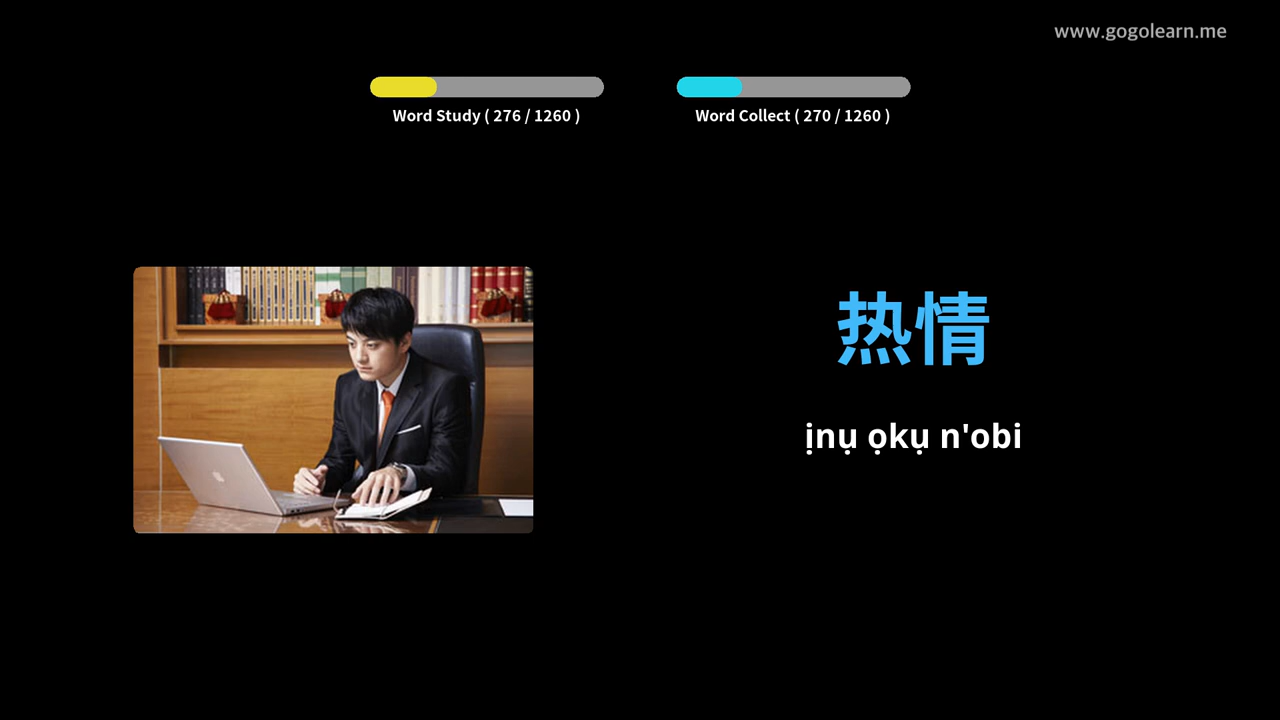 www.gogolearn.me
Word Study ( 276 / 1260 )
Word Collect ( 270 / 1260 )
热情
ịnụ ọkụ n'obi